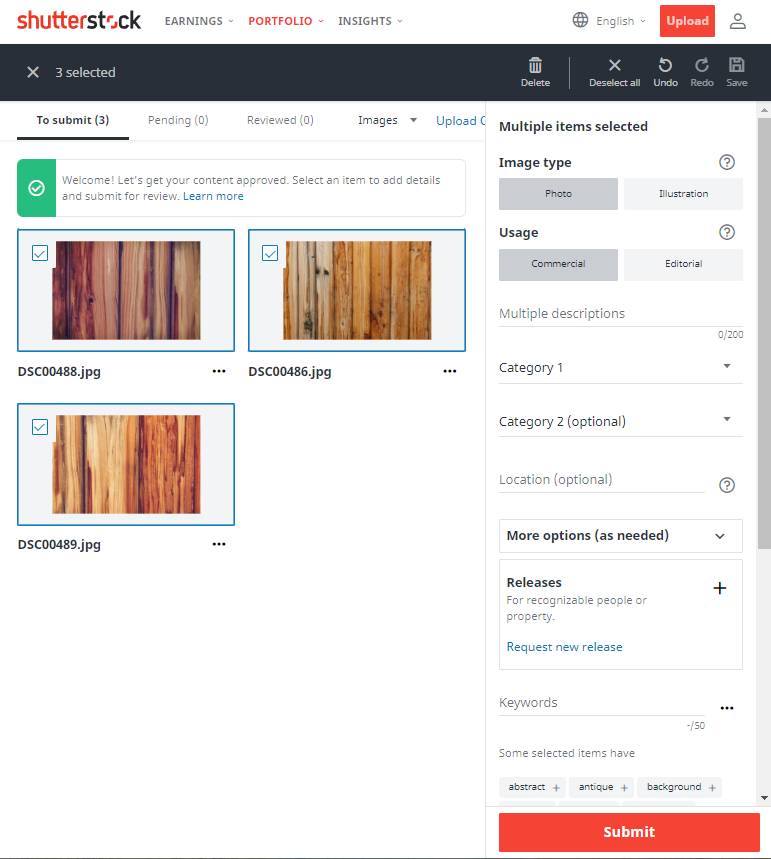 shutterstock EARNINGS PORTFOLIO INSIGHTS English Upload
3 selected Delete Deselect all Undo Redo Save
To submit (3) Pending (0) Reviewed (0) Images Upload C
Welcome! Let's get your content approved. Select an item to add details
and submit for review. Learn more
DSC00488.jpg DSC00486.jpg
DSC00489.jpg
Multiple items selected
Image type
Photo Illustration
Usage
Commercial Editorial
Multiple descriptions
0/200
Category 1
Category 2 (optional)
Location (optional)
More options (as needed)
Releases
For recognizable people or
property.
Request new release
Keywords
-/50
Some selected items have
abstract + antique + background +
Submit